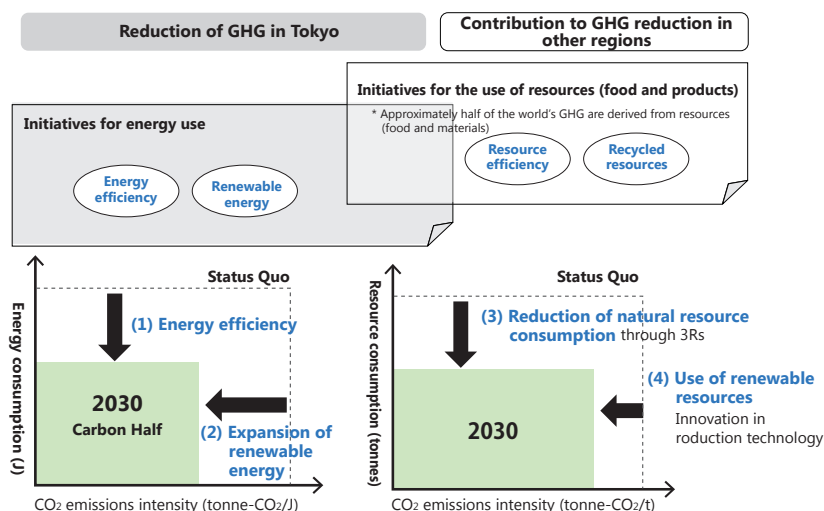 Reduction of GHG in Tokyo
Contribution to GHG reduction in
other regions
Initiatives for the use of resources (food and products)
* Approximately half of the world's GHG are derived from resources
(food and materials)
Resource
efficiency
Recycled
resources
Initiatives for energy use
Energy
efficiency
Renewable
energy
Energy consumption (J)
Status Quo
(1) Energy efficiency
2030
Carbon Half
(2) Expansion of
renewable
energy
CO2 emissions intensity (tonne-CO2/J)
Resource consumption (tonnes)
Status Quo
(3) Reduction of natural resource
consumption through 3Rs
(4) Use of renewable
resources
Innovation in
roduction technology
2030
CO2 emissions intensity (tonne-CO2/t)